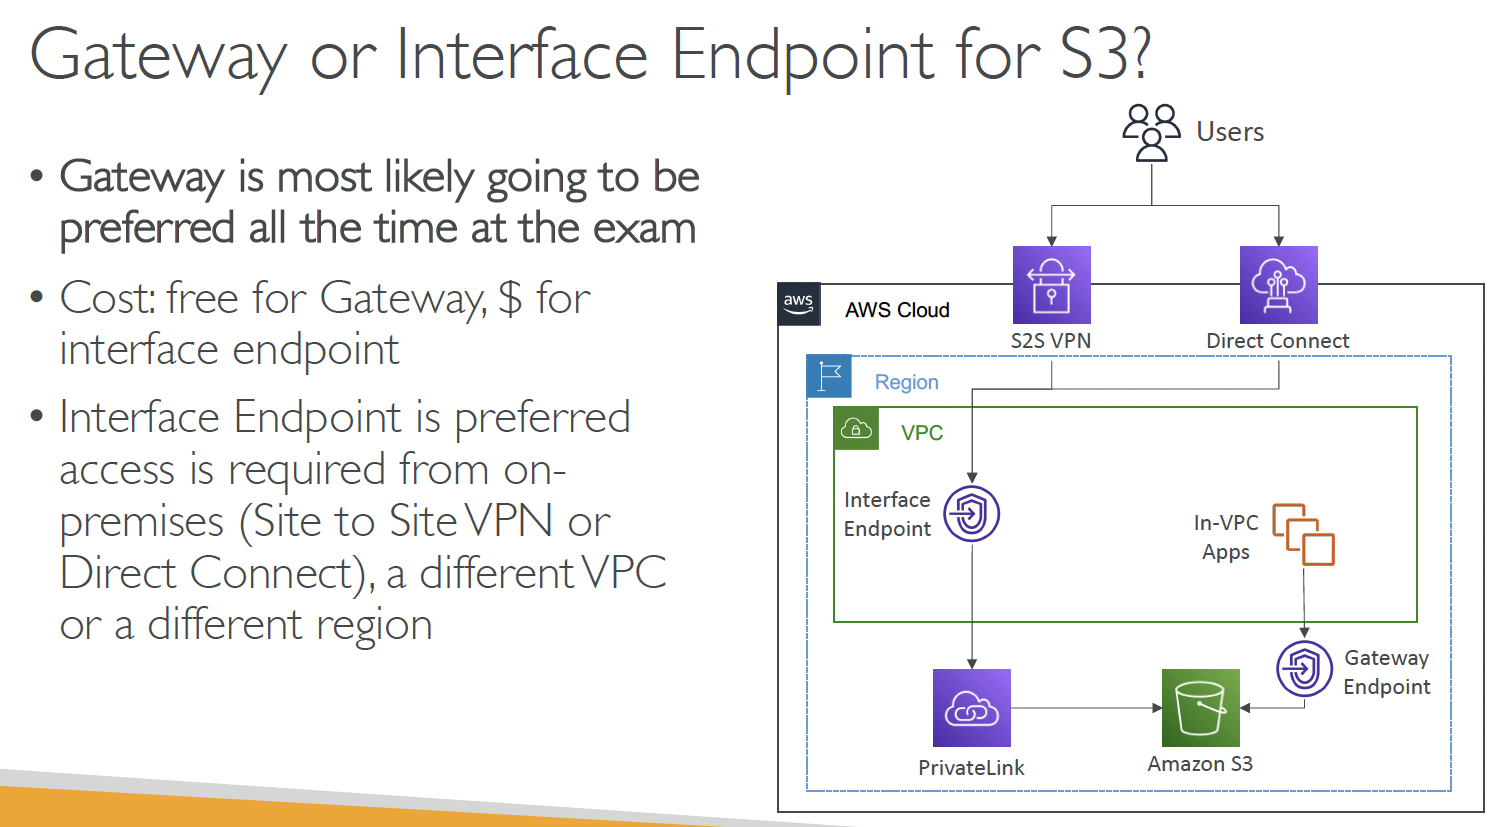 Gateway or Interface Endpoint for S3?
• Gateway is most likely going to be
preferred all the time at the exam
• Cost: free for Gateway, $ for
interface endpoint
• Interface Endpoint is preferred
access is required from on-
premises (Site to Site VPN or
Direct Connect), a different VPC
or a different region
Users
aws
AWS Cloud
S2S VPN
Direct Connect
Region
VPC
Interface
Endpoint
In-VPC
Apps
Gateway
Endpoint
PrivateLink
Amazon S3